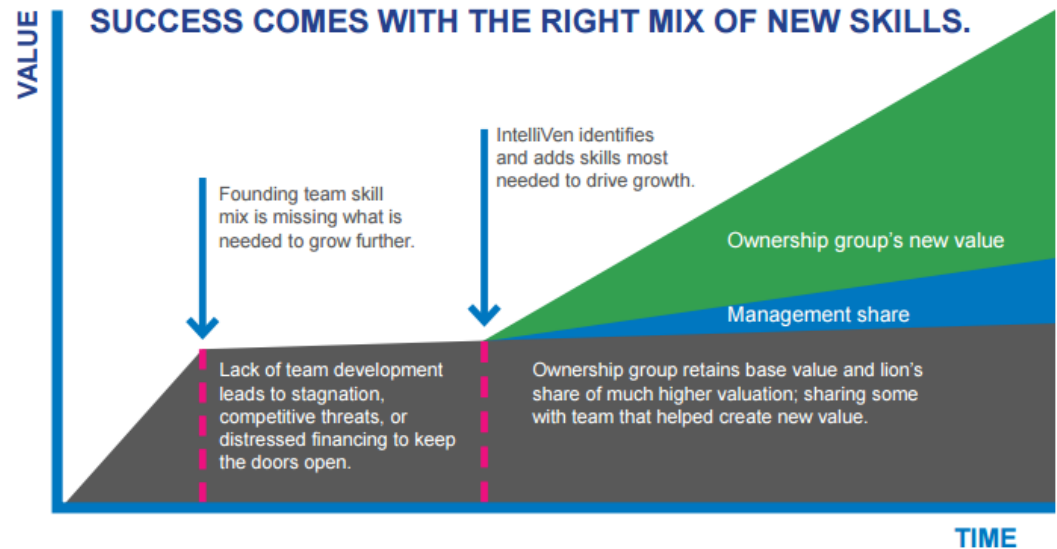 VALUE
SUCCESS COMES WITH THE RIGHT MIX OF NEW SKILLS.
IntelliVen identifies
and adds skills most
needed to drive growth.
Founding team skill
mix is missing what is
needed to grow further.
Ownership group’s new value
Management share
Lack of team development
leads to stagnation,
competitive threats, or
distressed financing to keep
the doors open.
Ownership group retains base value and lion’s
share of much higher valuation; sharing some
with team that helped create new value.
TIME